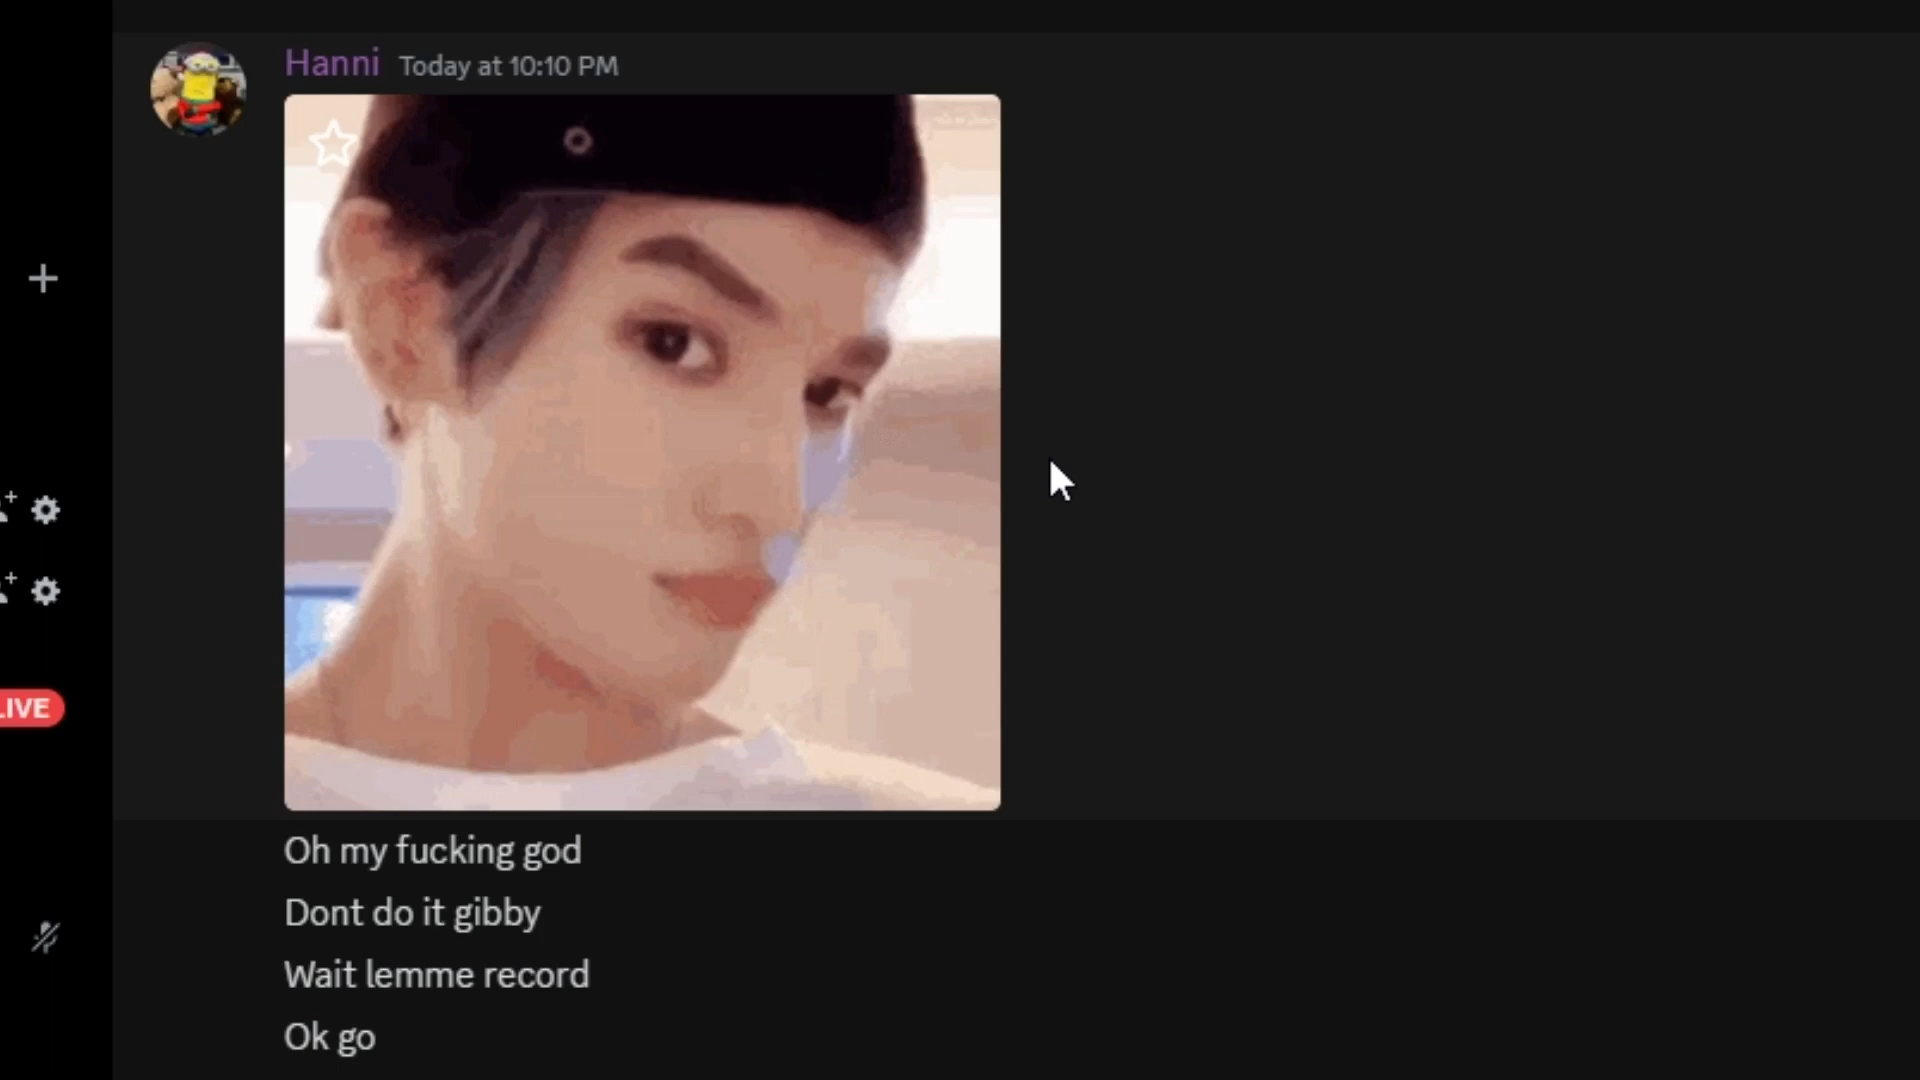 Hanni Today at 10:10 PM
Oh my fucking god
Dont do it gibby
Wait lemme record
Ok go
LIVE